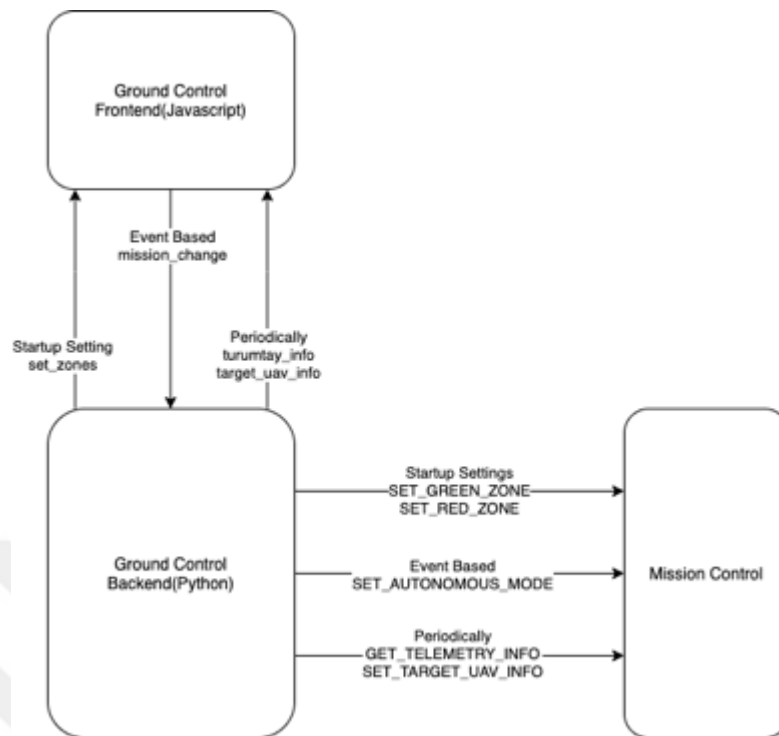 Ground Control
Frontend(Javascript)
Event Based
mission_change
Startup Setting
set_zones
Periodically
turumtay_info
target_uav_info
Ground Control
Backend(Python)
Startup Settings
SET_GREEN_ZONE
SET_RED_ZONE
Event Based
SET_AUTONOMOUS_MODE
Periodically
GET_TELEMETRY_INFO
SET_TARGET_UAV_INFO
Mission Control